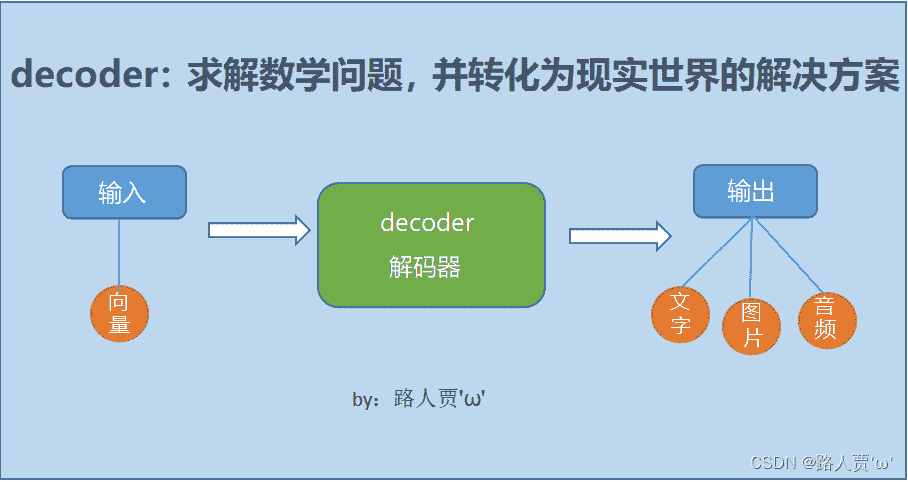 decoder：求解数学问题，并转化为现实世界的解决方案
输入
输出
decoder
解码器
向
量
文
字
图
片
音
频
by：路人贾'ω'
CSDN @路人贾'ω'